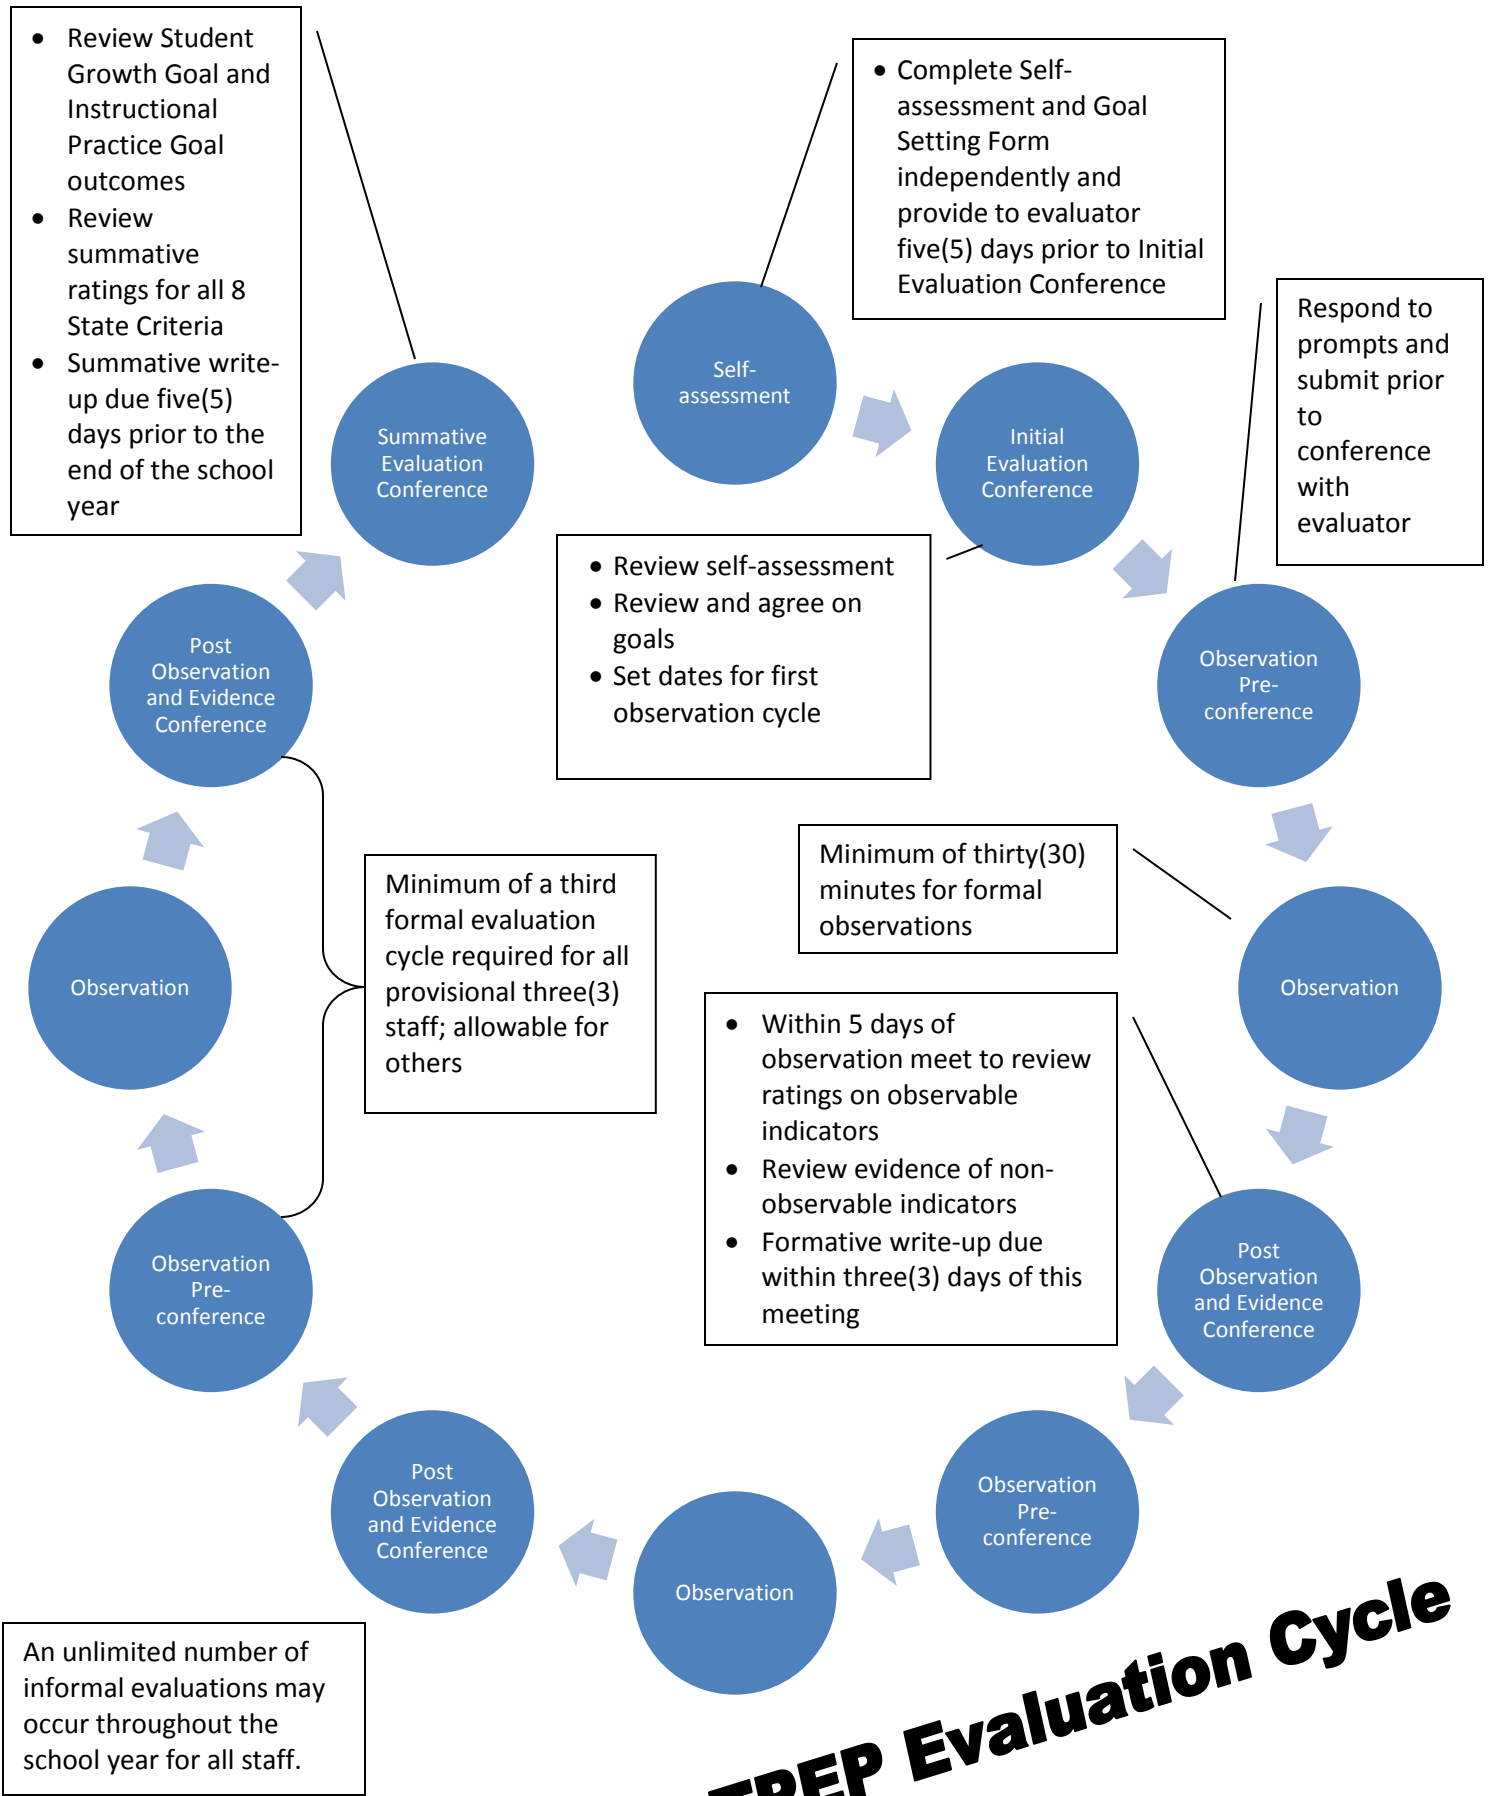 • Review Student
Growth Goal and
Instructional
Practice Goal
outcomes
• Review
summative
ratings for all 8
State Criteria
• Summative write-
up due five(5)
days prior to the
end of the school
year
• Complete Self-
assessment and Goal
Setting Form
independently and
provide to evaluator
five(5) days prior to Initial
Evaluation Conference
Respond to
prompts and
submit prior
to
conference
with
evaluator
Self-
assessment
Initial
Evaluation
Conference
Summative
Evaluation
Conference
• Review self-assessment
• Review and agree on
goals
• Set dates for first
observation cycle
Observation
Pre-
conference
Post
Observation
and Evidence
Conference
Minimum of thirty(30)
minutes for formal
observations
Observation
Minimum of a third
formal evaluation
cycle required for all
provisional three(3)
staff; allowable for
others
Observation
• Within 5 days of
observation meet to review
ratings on observable
indicators
• Review evidence of non-
observable indicators
• Formative write-up due
within three(3) days of this
meeting
Post
Observation
and Evidence
Conference
Observation
Pre-
conference
Observation
Pre-
conference
Observation
Post
Observation
and Evidence
Conference
An unlimited number of
informal evaluations may
occur throughout the
school year for all staff.
TPEP Evaluation Cycle